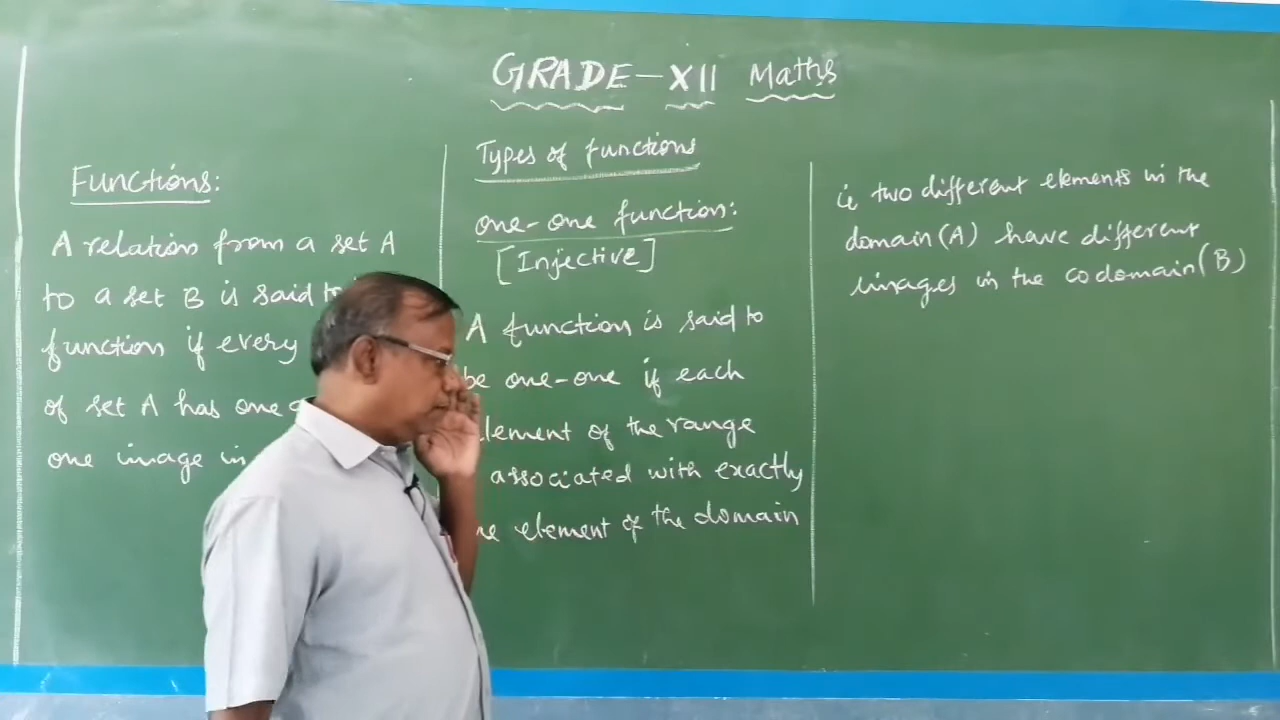 GRADE - XII Maths
Functions:
A relation from a set A
to a set B is said to
function if every
of set A has one
one image in
Types of functions
one-one function:
[Injective]
A function is said to
be one-one if each
element of the range
associated with exactly
element of the domain
ie two different elements in the
domain (A) have different
images in the codomain (B)